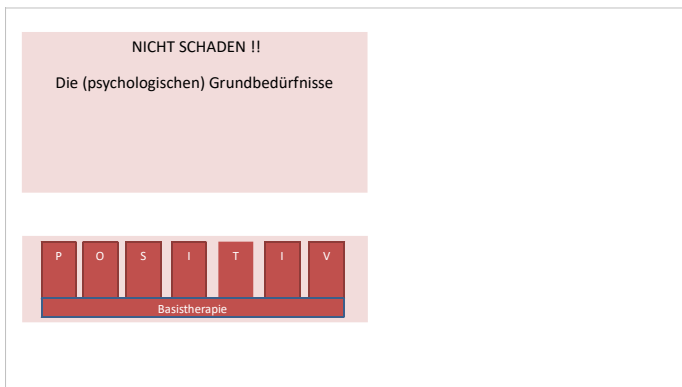 NICHT SCHADEN !!
Die (psychologischen) Grundbedürfnisse
P O S I T I V
Basistherapie